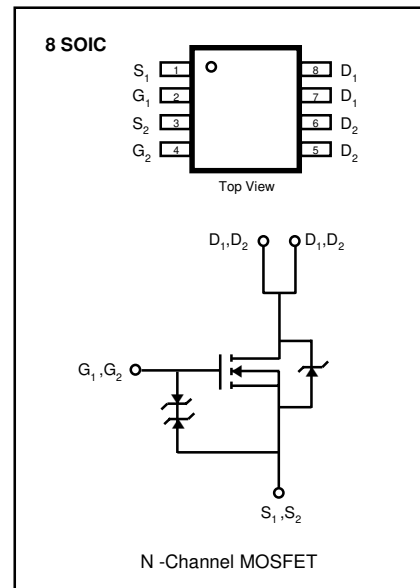 8 SOIC
S1 1 8 D1
G1 2 7 D1
S2 3 6 D2
G2 4 5 D2
Top View
D1,D2 D1,D2
G1 ,G2
S1 ,S2
N -Channel MOSFET